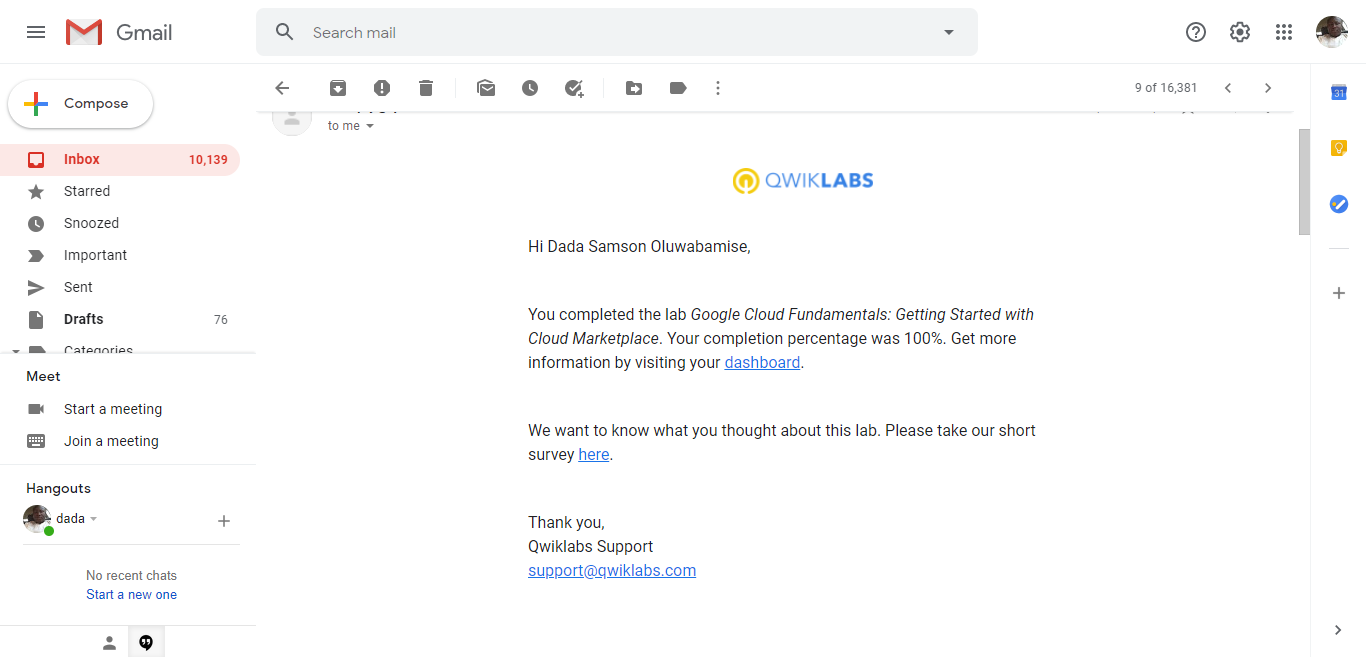 Gmail
Search mail
Compose
9 of 16,381
to me
Inbox 10,139
Starred
Snoozed
Important
Sent
Drafts 76
Categories
Meet
Start a meeting
Join a meeting
Hangouts
dada
No recent chats
Start a new one
QWIKLABS
Hi Dada Samson Oluwabamise,
You completed the lab Google Cloud Fundamentals: Getting Started with
Cloud Marketplace. Your completion percentage was 100%. Get more
information by visiting your dashboard.
We want to know what you thought about this lab. Please take our short
survey here.
Thank you,
Qwiklabs Support
support@qwiklabs.com
31